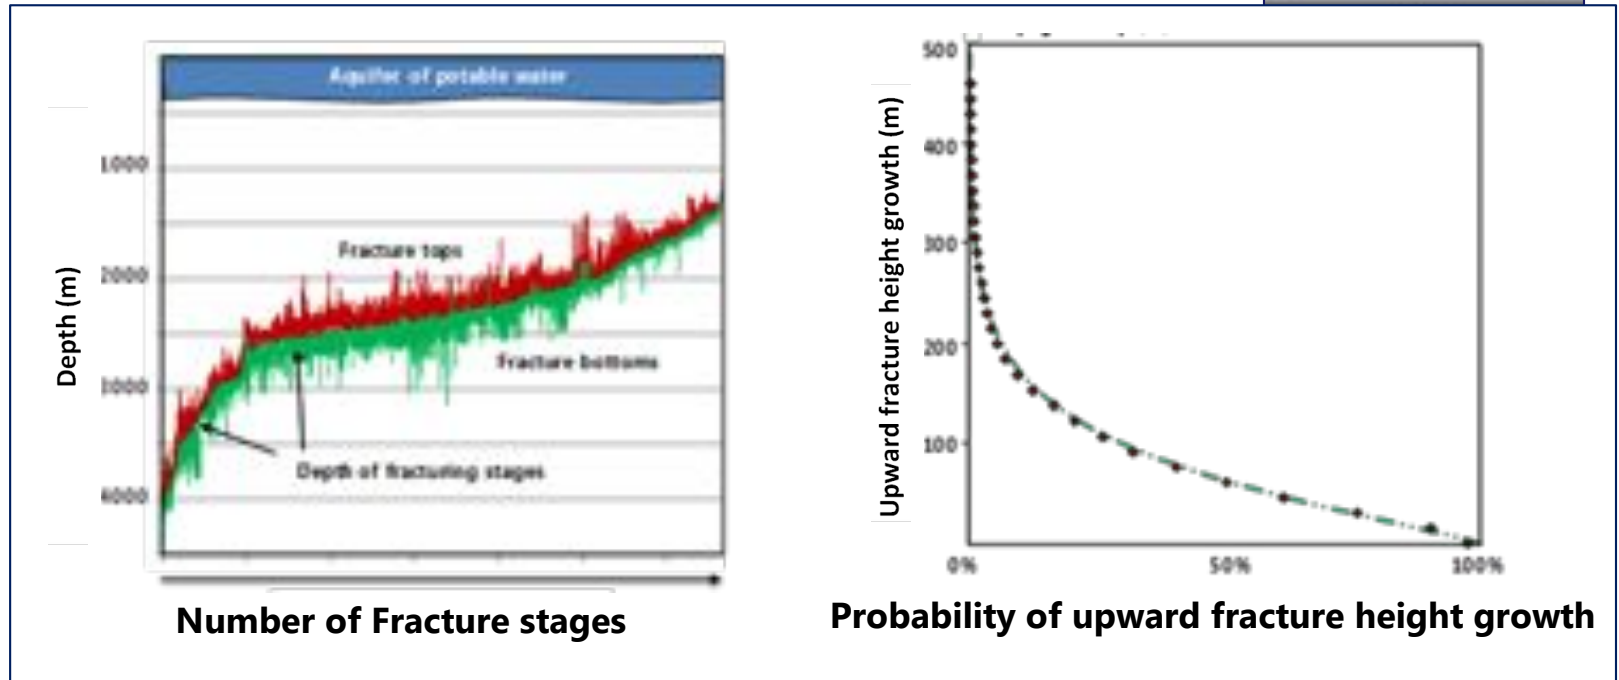 Aquifer of potable water
Depth (m)
1000
2000
3000
4000
Fracture tops
Fracture bottoms
Depth of fracturing stages
Number of Fracture stages
Upward fracture height growth (m)
500
400
300
200
100
0%
50%
100%
Probability of upward fracture height growth